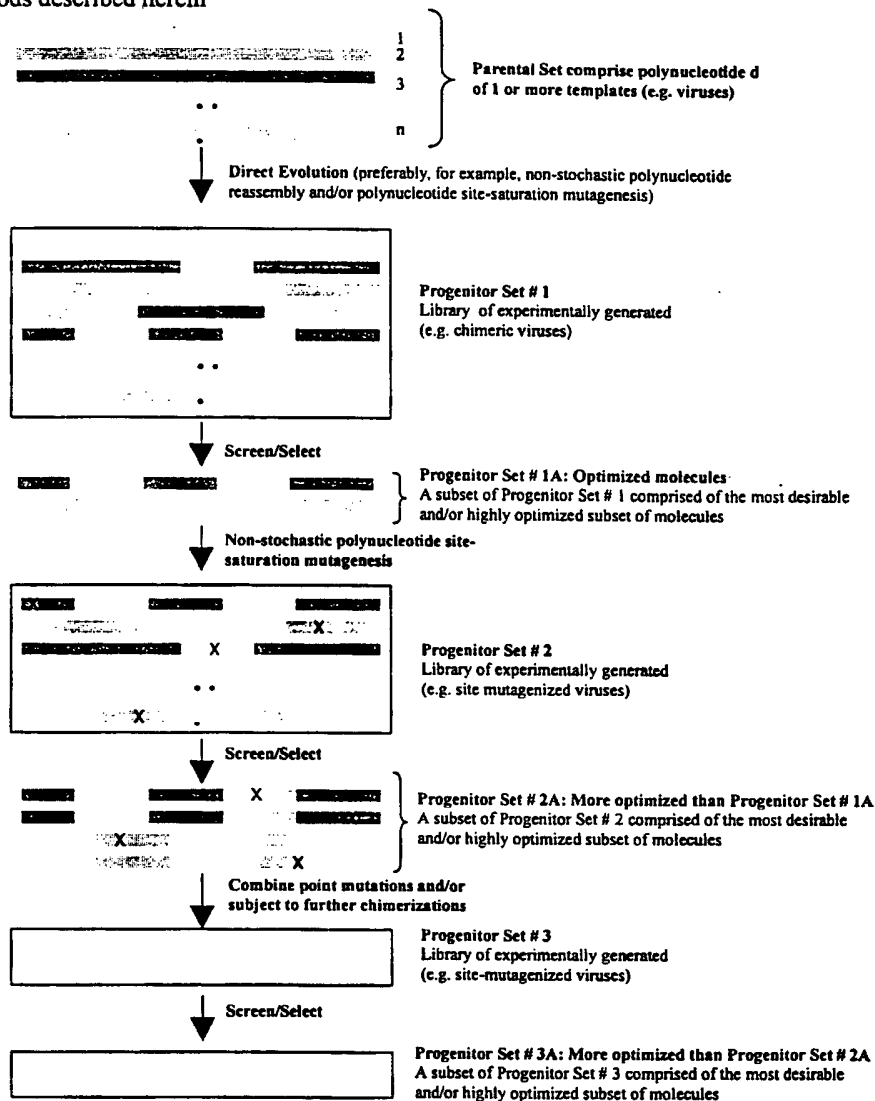 ods described herein
1
2
3
n
Parental Set comprise polynucleotide d
of 1 or more templates (e.g. viruses)
Direct Evolution (preferably, for example, non-stochastic polynucleotide
reassembly and/or polynucleotide site-saturation mutagenesis)
Progenitor Set # 1
Library of experimentally generated
(e.g. chimeric viruses)
Screen/Select
Progenitor Set # 1A: Optimized molecules
A subset of Progenitor Set # 1 comprised of the most desirable
and/or highly optimized subset of molecules
Non-stochastic polynucleotide site-
saturation mutagenesis
X
X
X
X
Progenitor Set # 2
Library of experimentally generated
(e.g. site mutagenized viruses)
Screen/Select
X
X
X
Progenitor Set # 2A: More optimized than Progenitor Set # 1A
A subset of Progenitor Set # 2 comprised of the most desirable
and/or highly optimized subset of molecules
Combine point mutations and/or
subject to further chimerizations
Progenitor Set # 3
Library of experimentally generated
(e.g. site-mutagenized viruses)
Screen/Select
Progenitor Set # 3A: More optimized than Progenitor Set # 2A
A subset of Progenitor Set # 3 comprised of the most desirable
and/or highly optimized subset of molecules